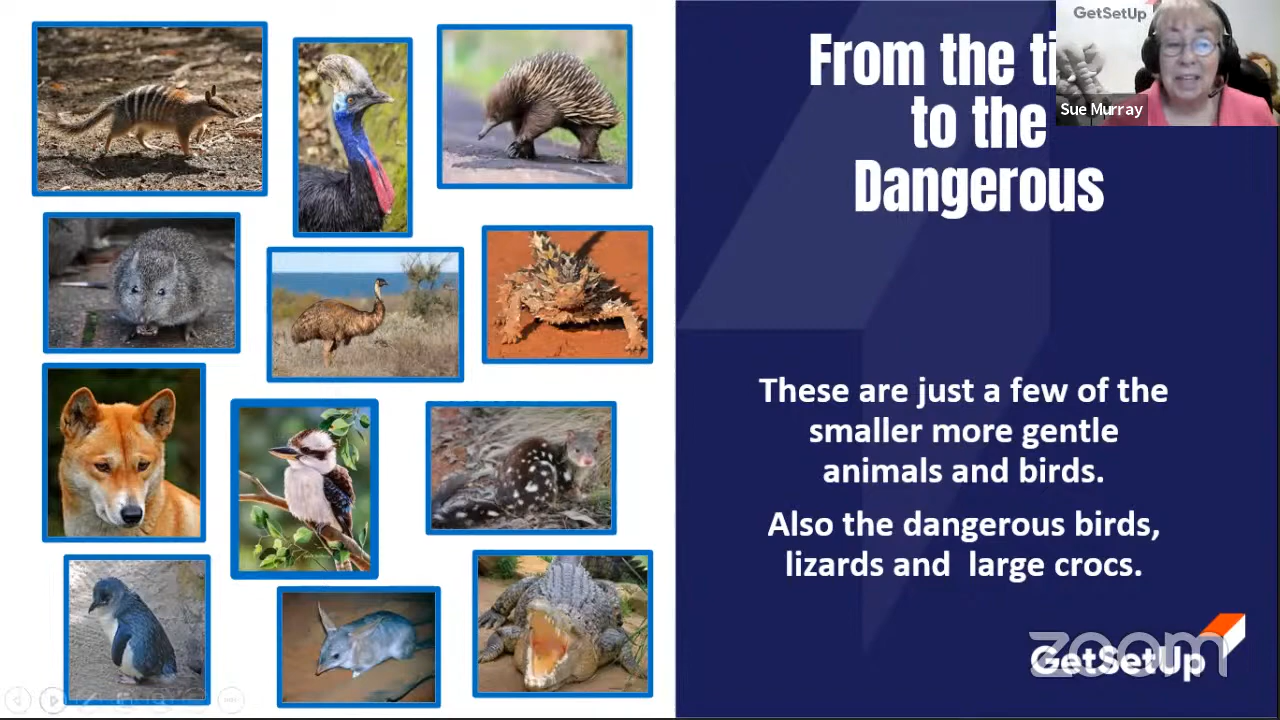 From the
to the
Dangerous
GetSetUp
Sue Murray
These are just a few of the
smaller more gentle
animals and birds.
Also the dangerous birds,
lizards and large crocs.
zoom
GetSetUp